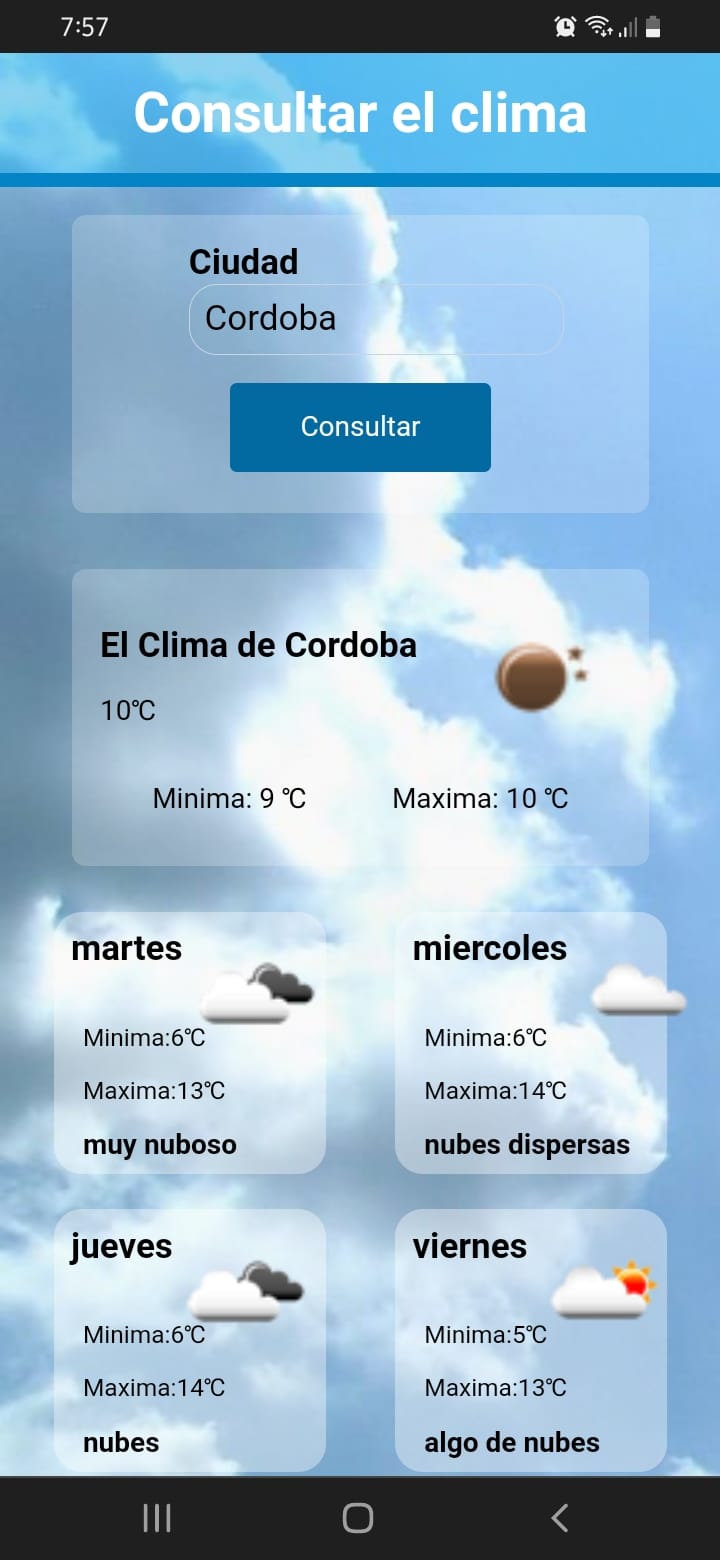 7:57
Consultar el clima
Ciudad
Cordoba
Consultar
El Clima de Cordoba
10℃
Minima: 9 ℃
Maxima: 10 ℃
martes
Minima:6℃
Maxima:13℃
muy nuboso
miercoles
Minima:6℃
Maxima:14℃
nubes dispersas
jueves
Minima:6℃
Maxima:14℃
nubes
viernes
Minima:5℃
Maxima:13℃
algo de nubes